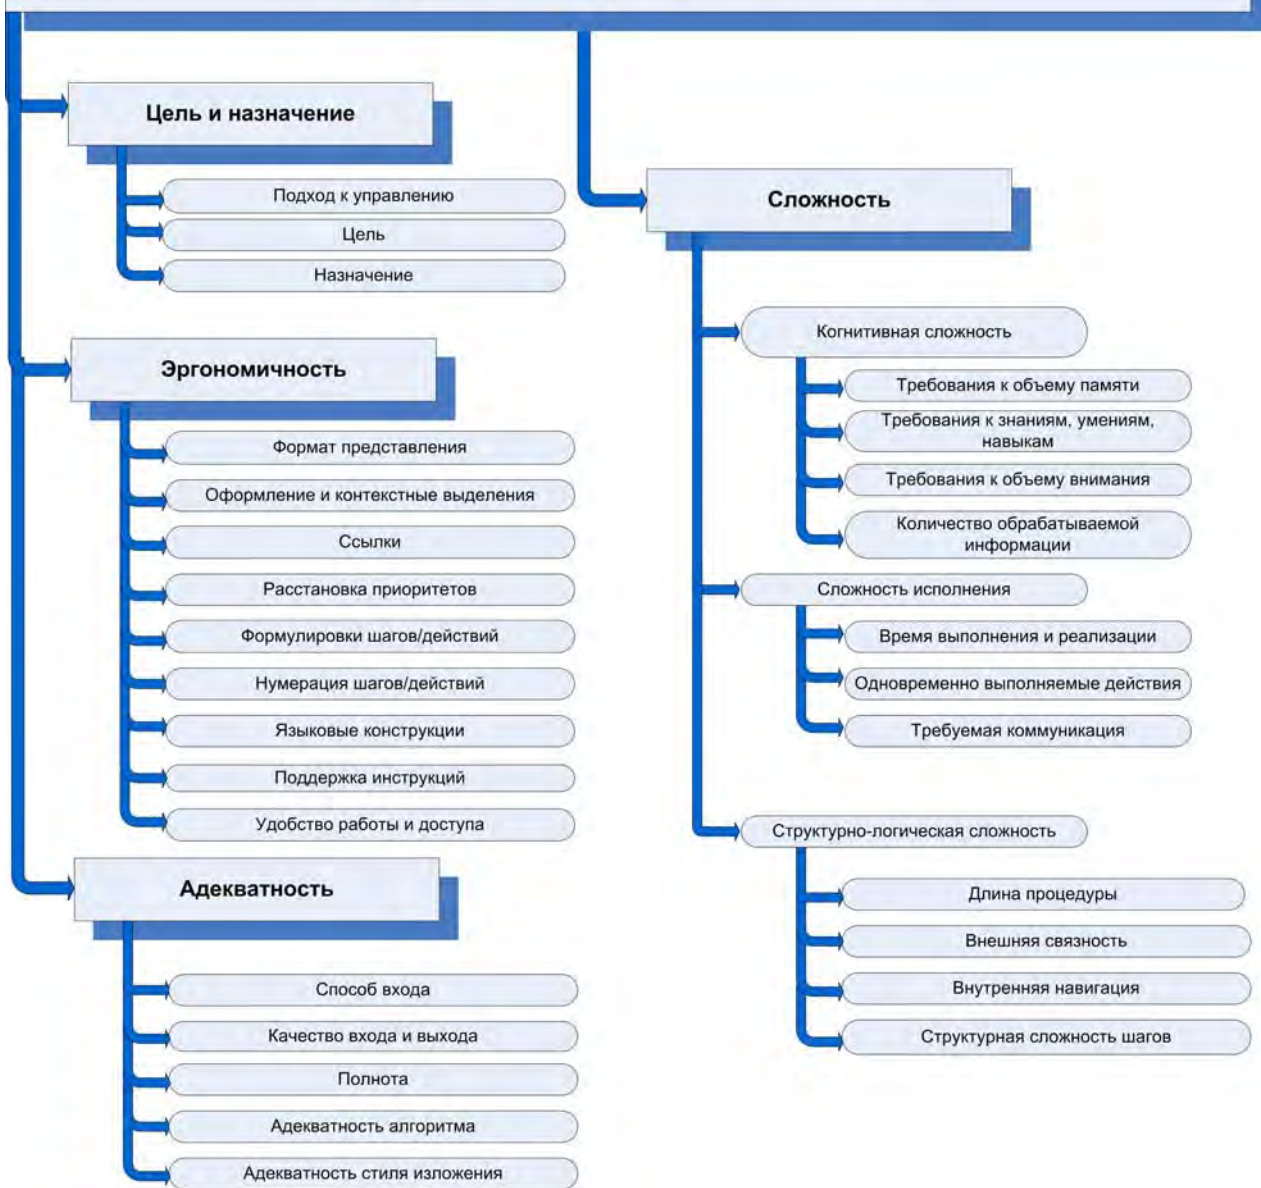 Цель и назначение
Подход к управлению
Цель
Назначение
Эргономичность
Формат представления
Оформление и контекстные выделения
Ссылки
Расстановка приоритетов
Формулировки шагов/действий
Нумерация шагов/действий
Языковые конструкции
Поддержка инструкций
Удобство работы и доступа
Адекватность
Способ входа
Качество входа и выхода
Полнота
Адекватность алгоритма
Адекватность стиля изложения
Сложность
Когнитивная сложность
Требования к объему памяти
Требования к знаниям, умениям,
навыкам
Требования к объему внимания
Количество обрабатываемой
информации
Сложность исполнения
Время выполнения и реализации
Одновременно выполняемые действия
Требуемая коммуникация
Структурно-логическая сложность
Длина процедуры
Внешняя связность
Внутренняя навигация
Структурная сложность шагов